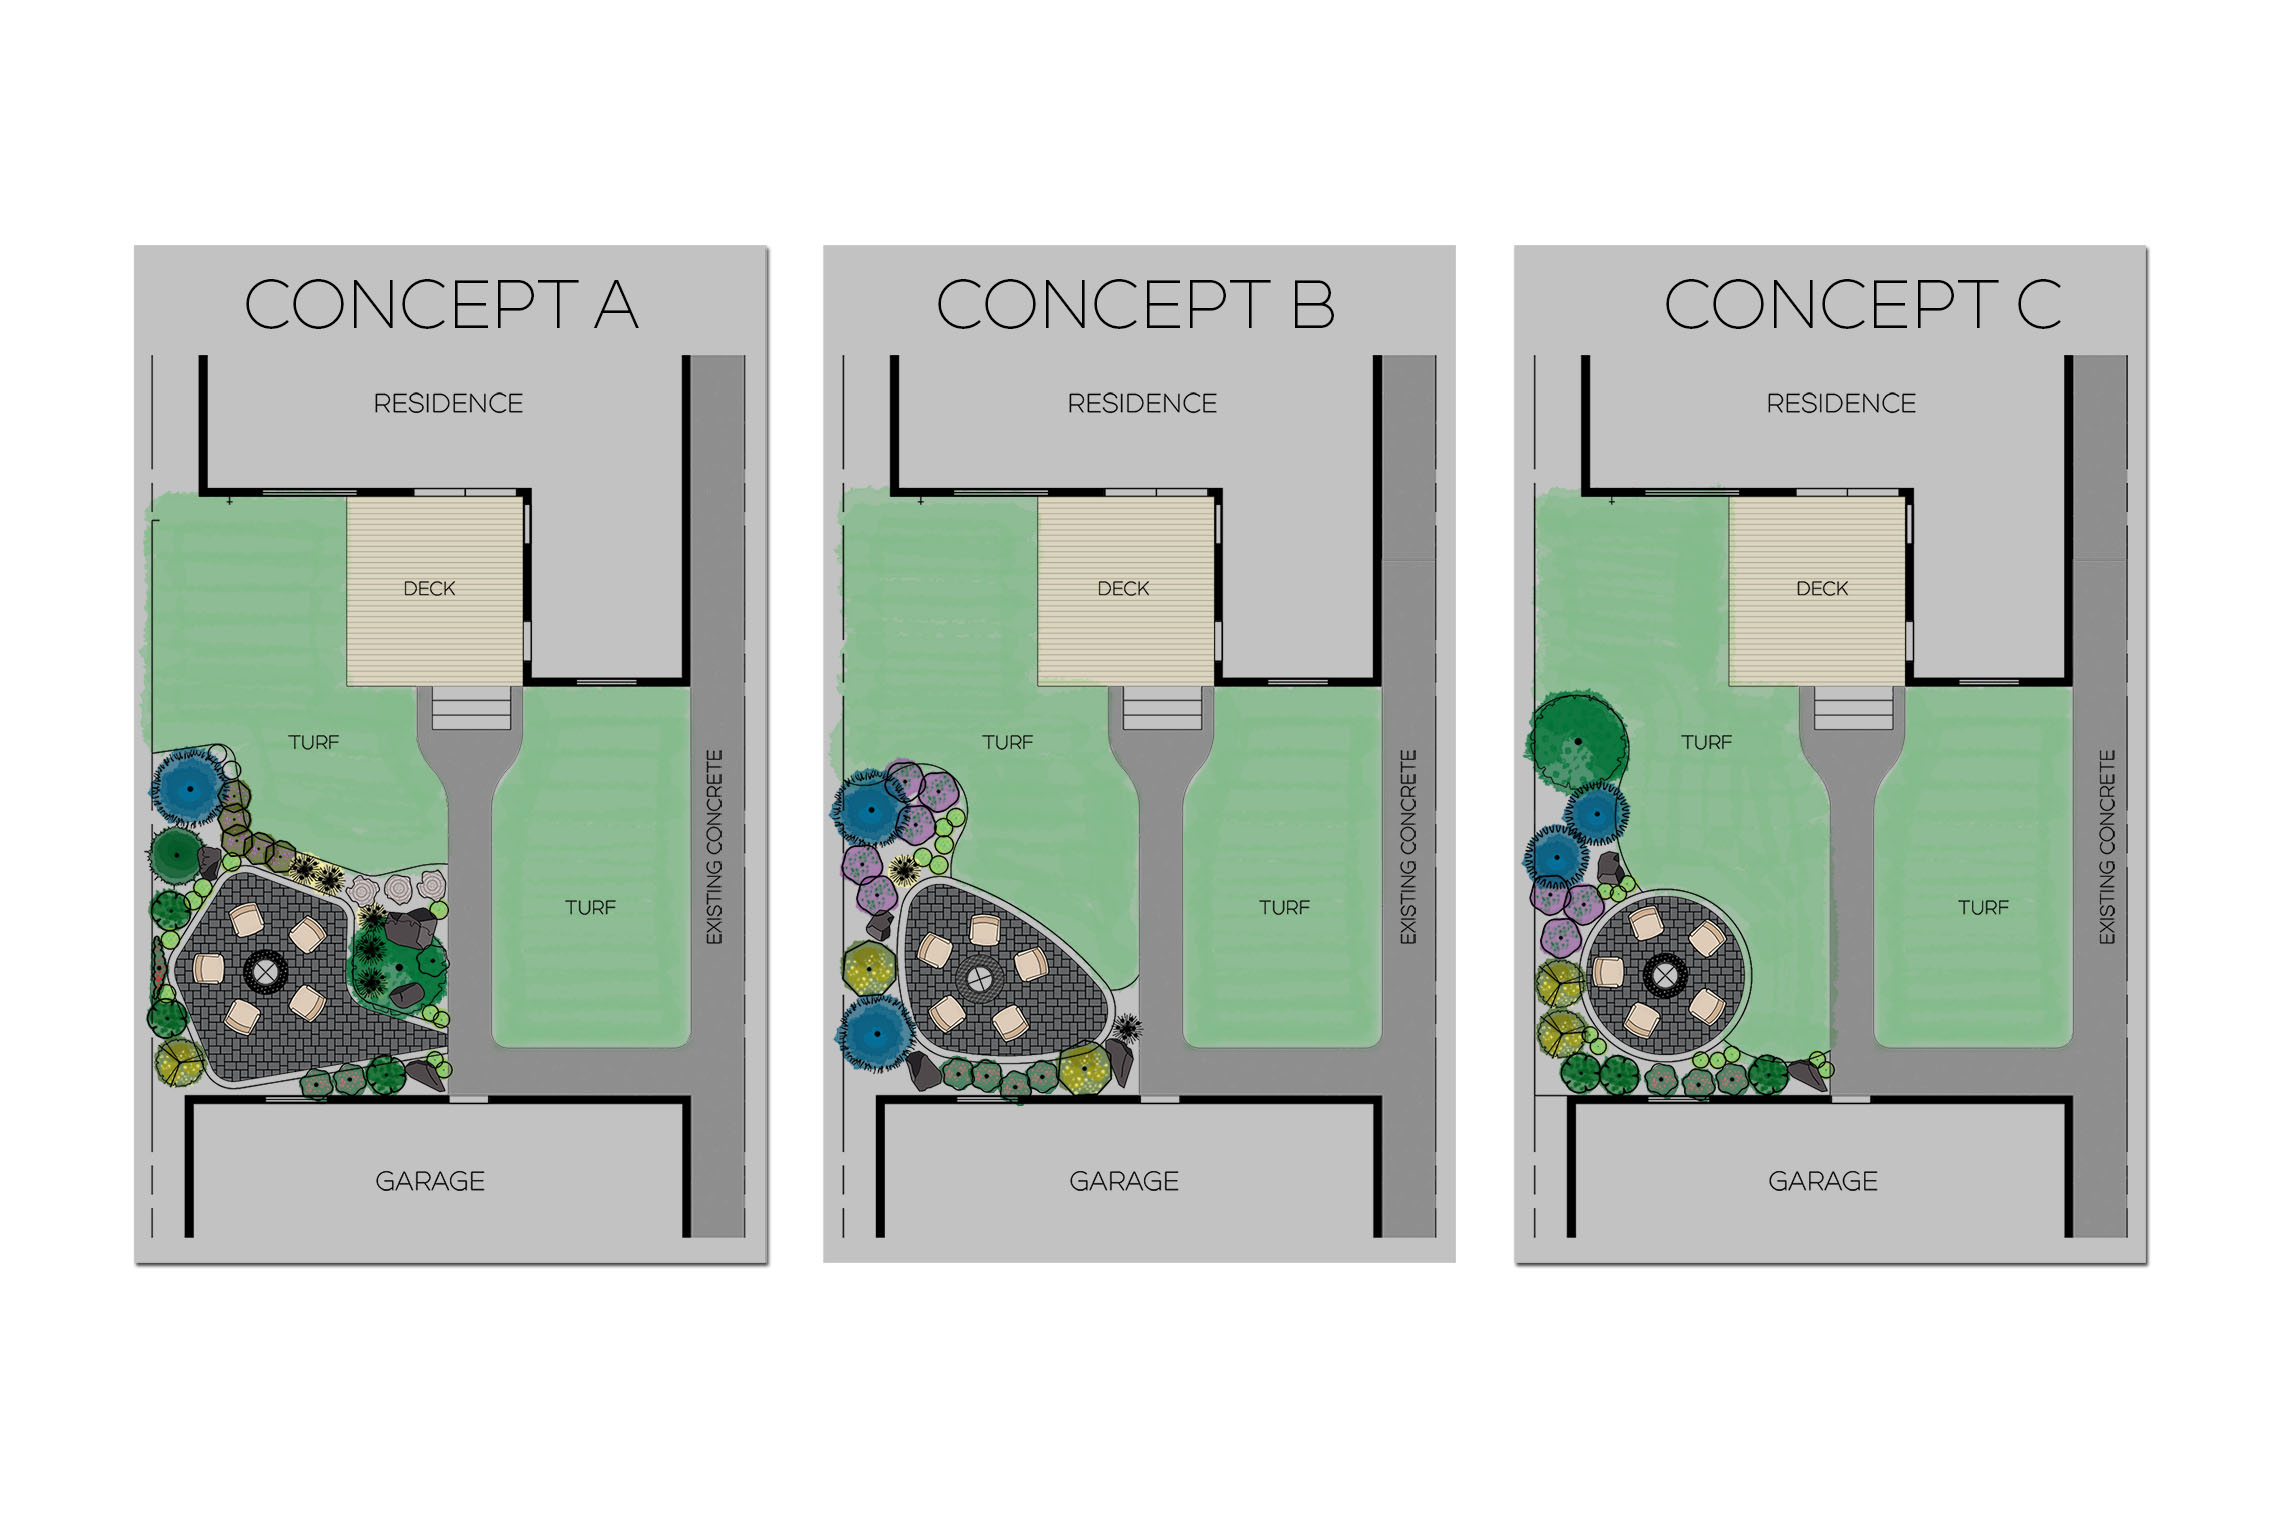 CONCEPT A
RESIDENCE
DECK
TURF
TURF
EXISTING CONCRETE
GARAGE
CONCEPT B
RESIDENCE
DECK
TURF
TURF
EXISTING CONCRETE
GARAGE
CONCEPT C
RESIDENCE
DECK
TURF
TURF
EXISTING CONCRETE
GARAGE